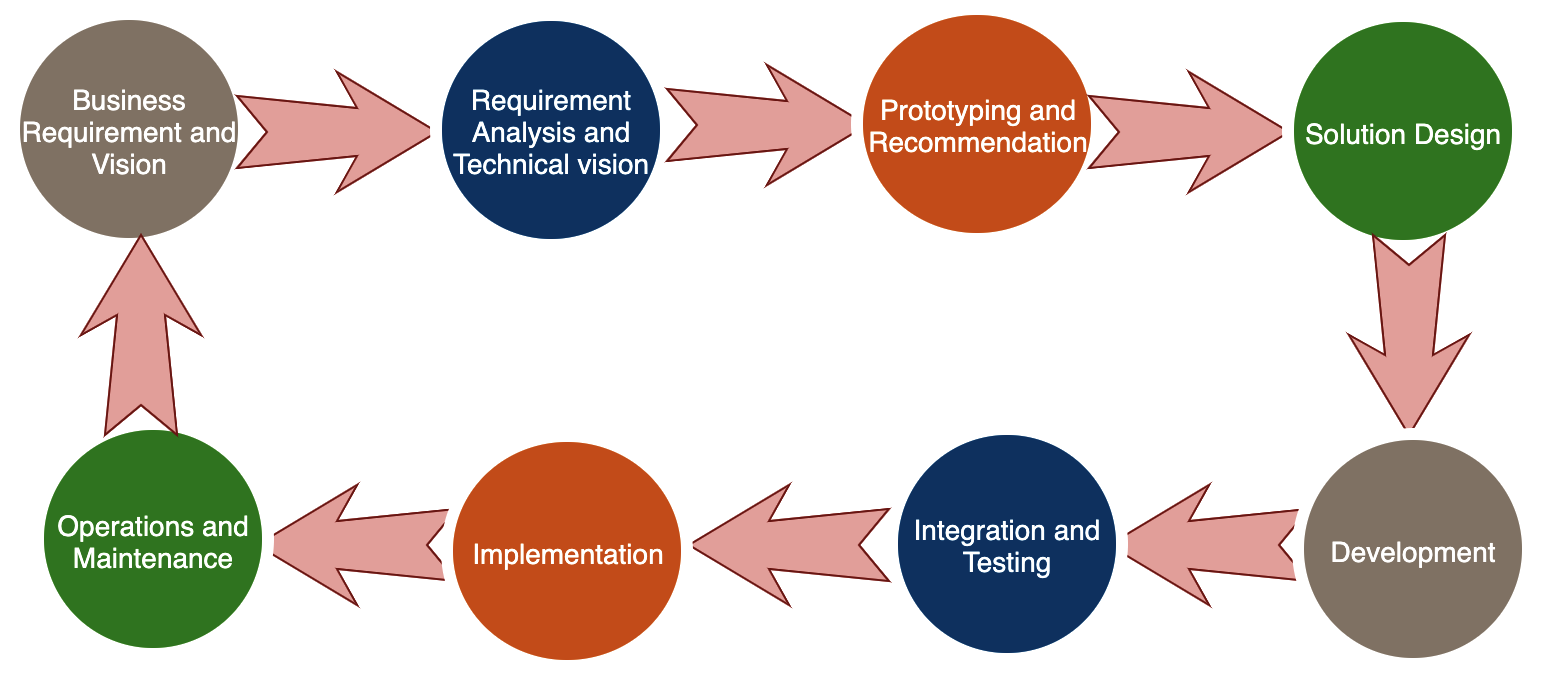 Business
Requirement and
Vision
Requirement
Analysis and
Technical vision
Prototyping and
Recommendation
Solution Design
Development
Integration and
Testing
Implementation
Operations and
Maintenance